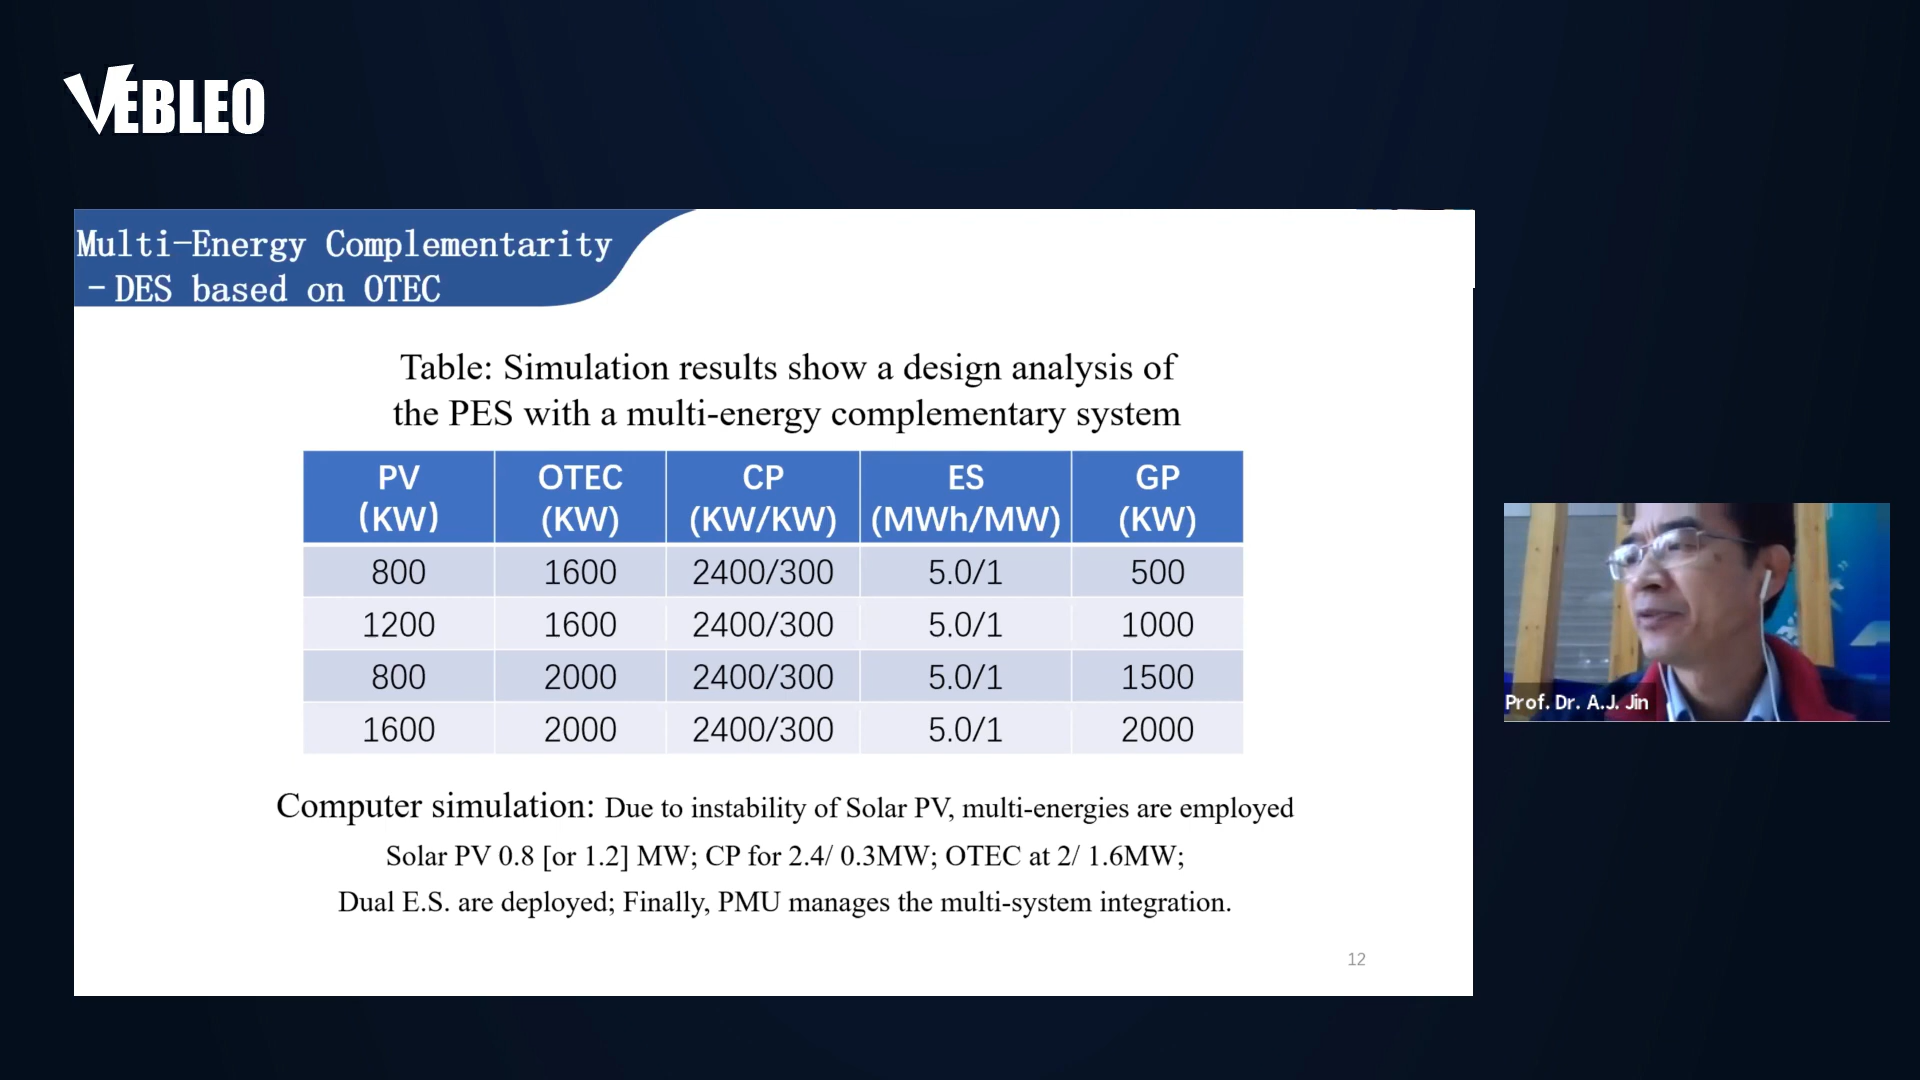 VEBLEO
Multi-Energy Complementarity
-DES based on OTEC
Table: Simulation results show a design analysis of
the PES with a multi-energy complementary system
PV (KW) OTEC (KW) CP (KW/KW) ES (MWh/MW) GP (KW)
800 1600 2400/300 5.0/1 500
1200 1600 2400/300 5.0/1 1000
800 2000 2400/300 5.0/1 1500
1600 2000 2400/300 5.0/1 2000
Computer simulation: Due to instability of Solar PV, multi-energies are employed
Solar PV 0.8 [or 1.2] MW; CP for 2.4/ 0.3MW; OTEC at 2/ 1.6MW;
Dual E.S. are deployed; Finally, PMU manages the multi-system integration.
12
Prof. Dr. A.J. Jin